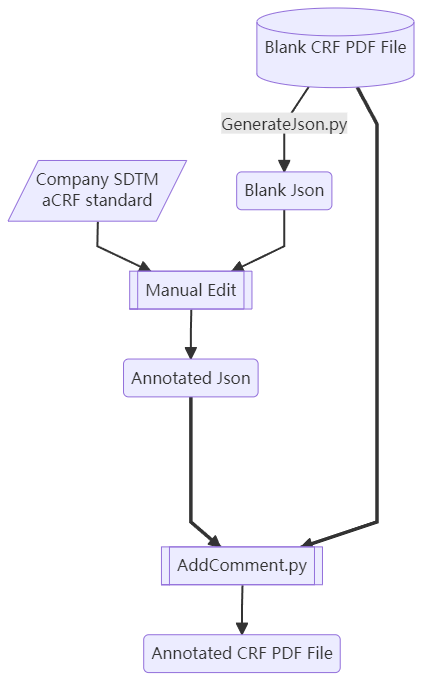 Blank CRF PDF File
GenerateJson.py
Company SDTM
aCRF standard
Blank Json
Manual Edit
Annotated Json
AddComment.py
Annotated CRF PDF File